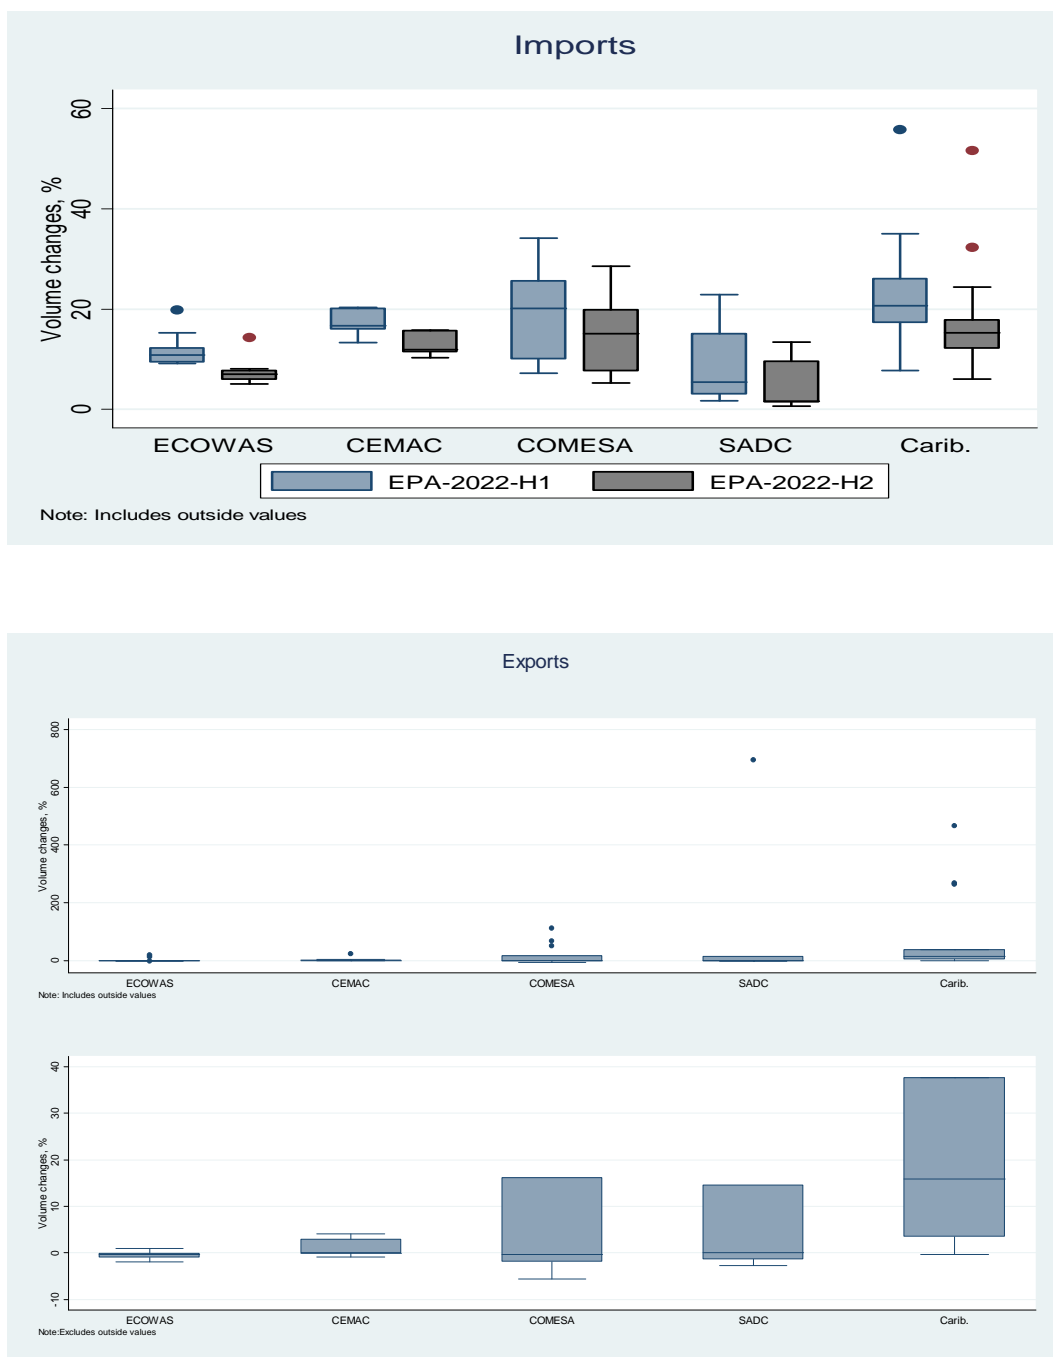 Imports
Volume changes, %
60
40
20
0
ECOWAS CEMAC COMESA SADC Carib.
EPA-2022-H1 EPA-2022-H2
Note: Includes outside values
Exports
Volume changes, %
800
600
400
200
0
ECOWAS CEMAC COMESA SADC Carib.
Note: Includes outside values
Volume changes, %
40
30
20
10
0
-10
ECOWAS CEMAC COMESA SADC Carib.
Note:Excludes outside values